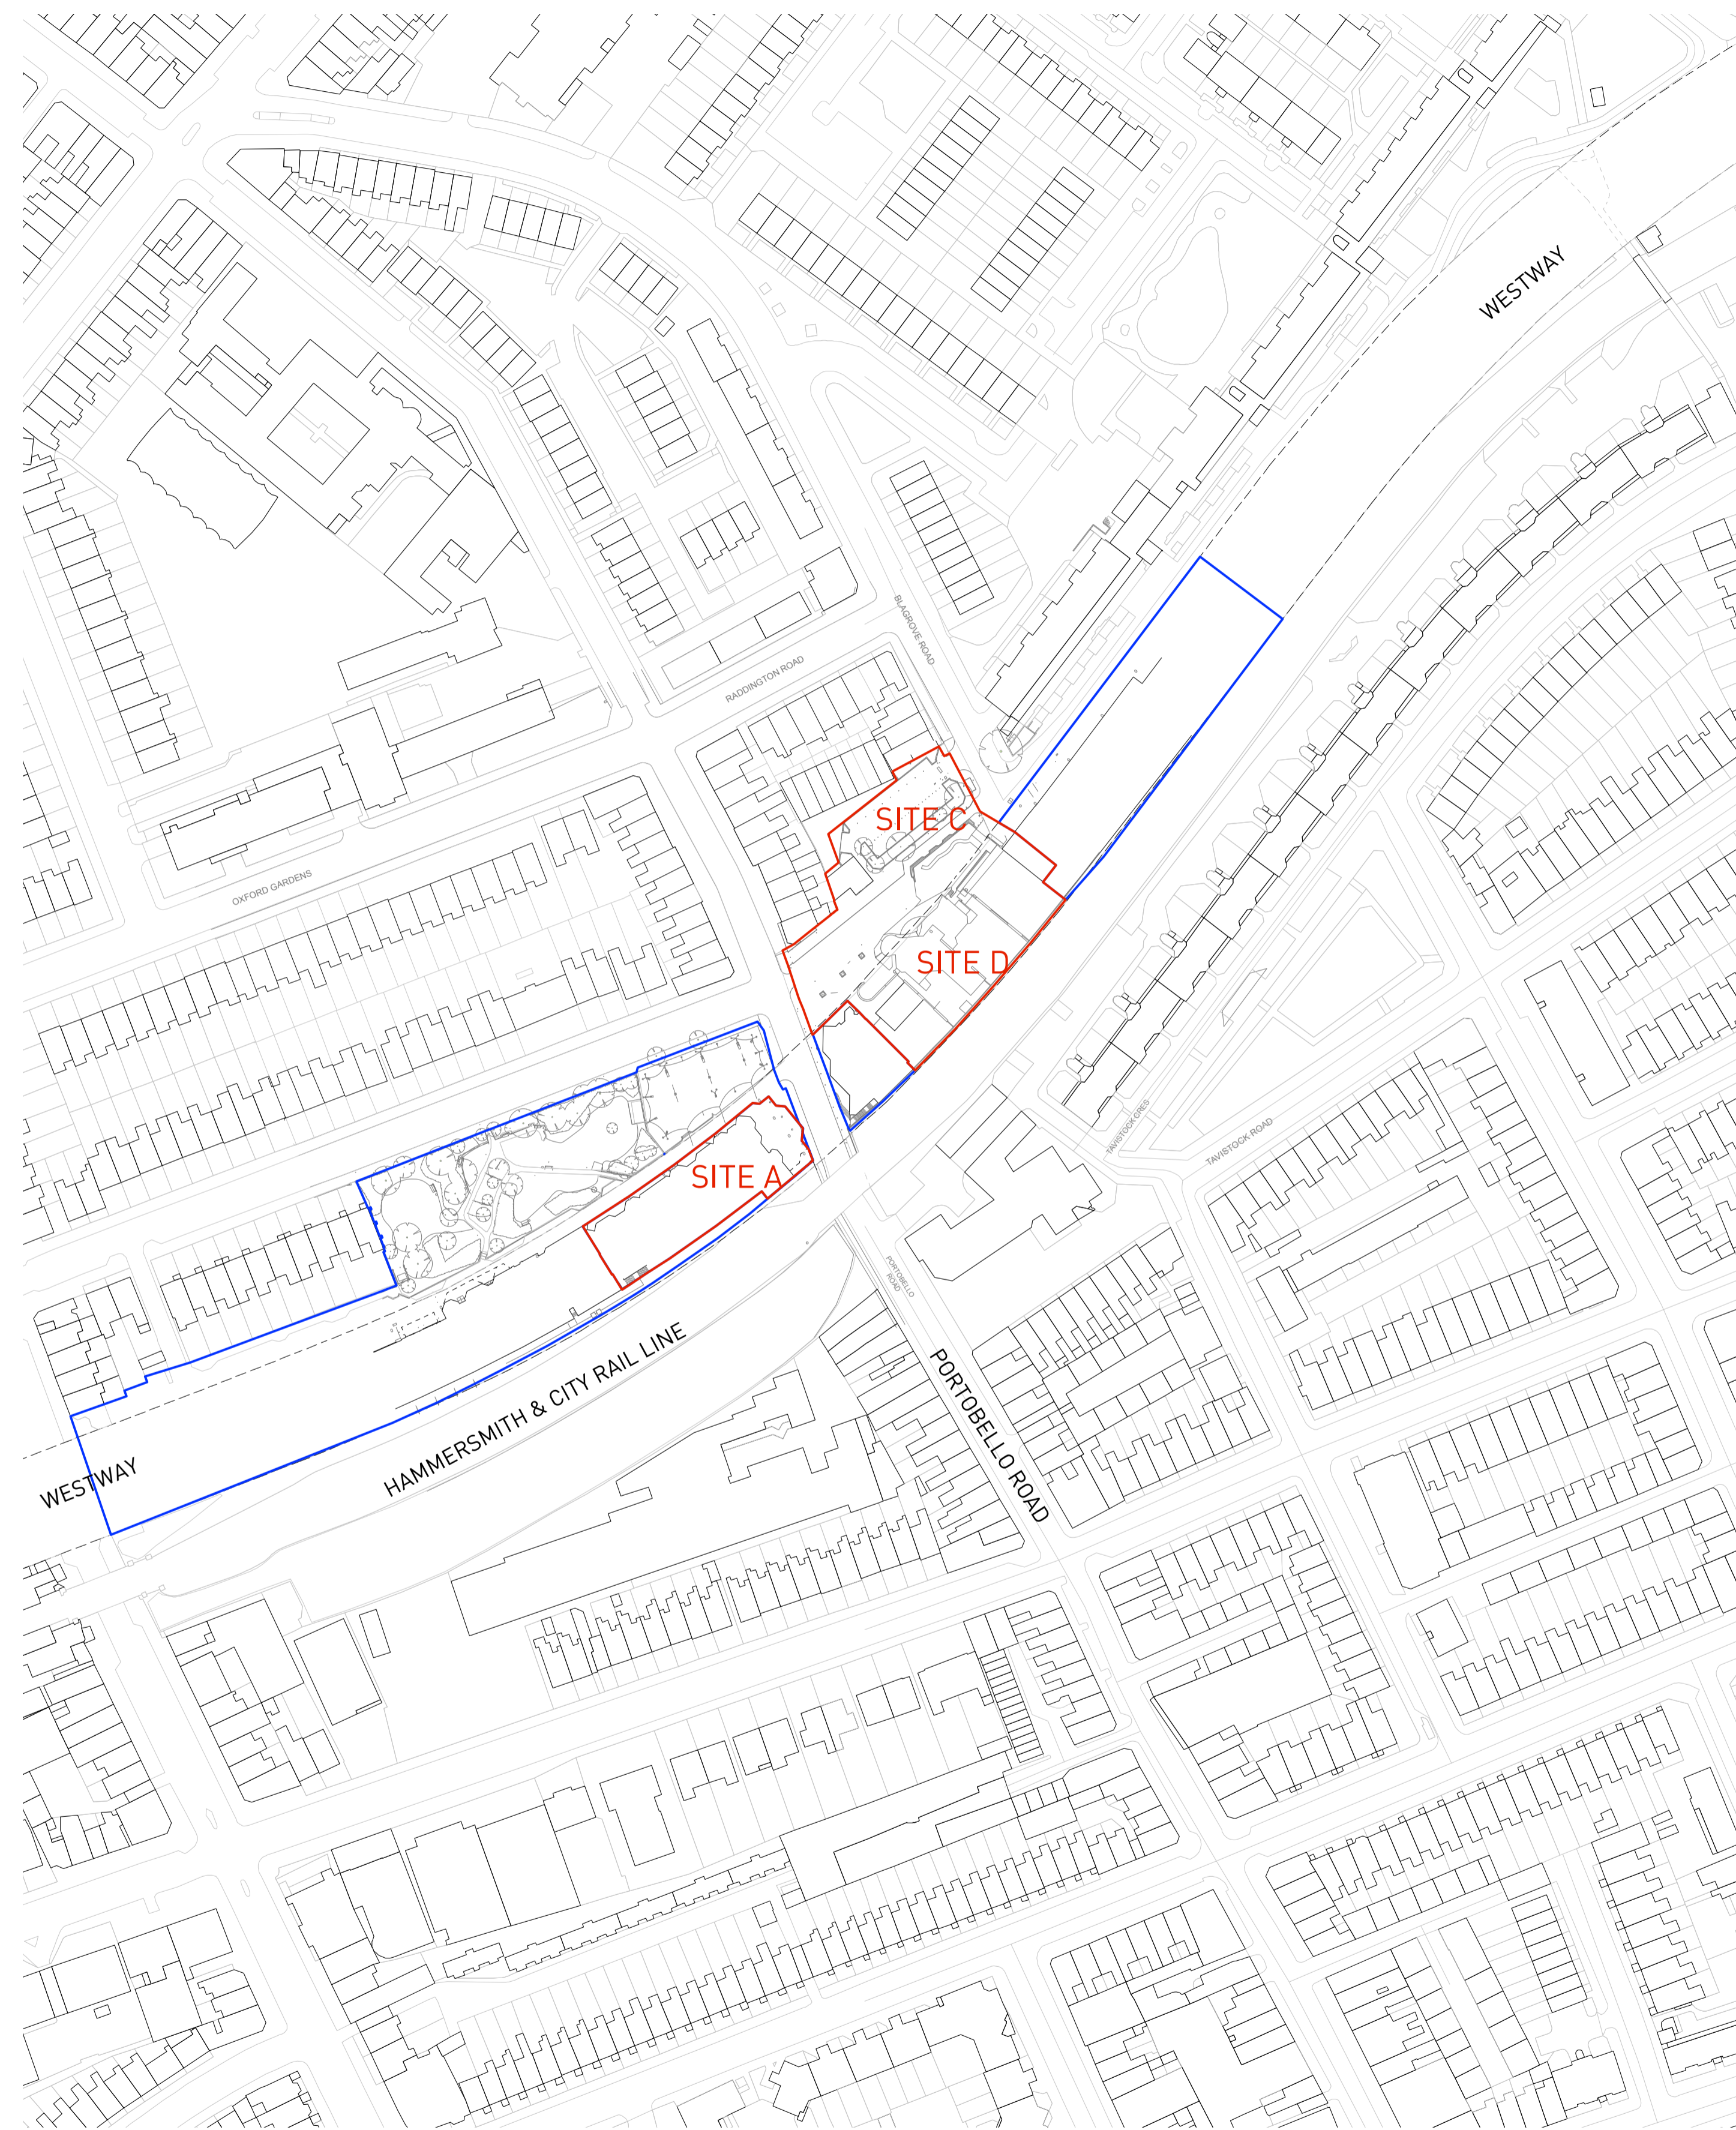 WESTWAY
BLAGROVE ROAD
RADDINGTON ROAD
SITE C
OXFORD GARDENS
SITE D
TAVISTOCK CRES
TAVISTOCK ROAD
SITE A
PORTOBELLO
ROAD
HAMMERSMITH & CITY RAIL LINE
PORTOBELLO ROAD
WESTWAY